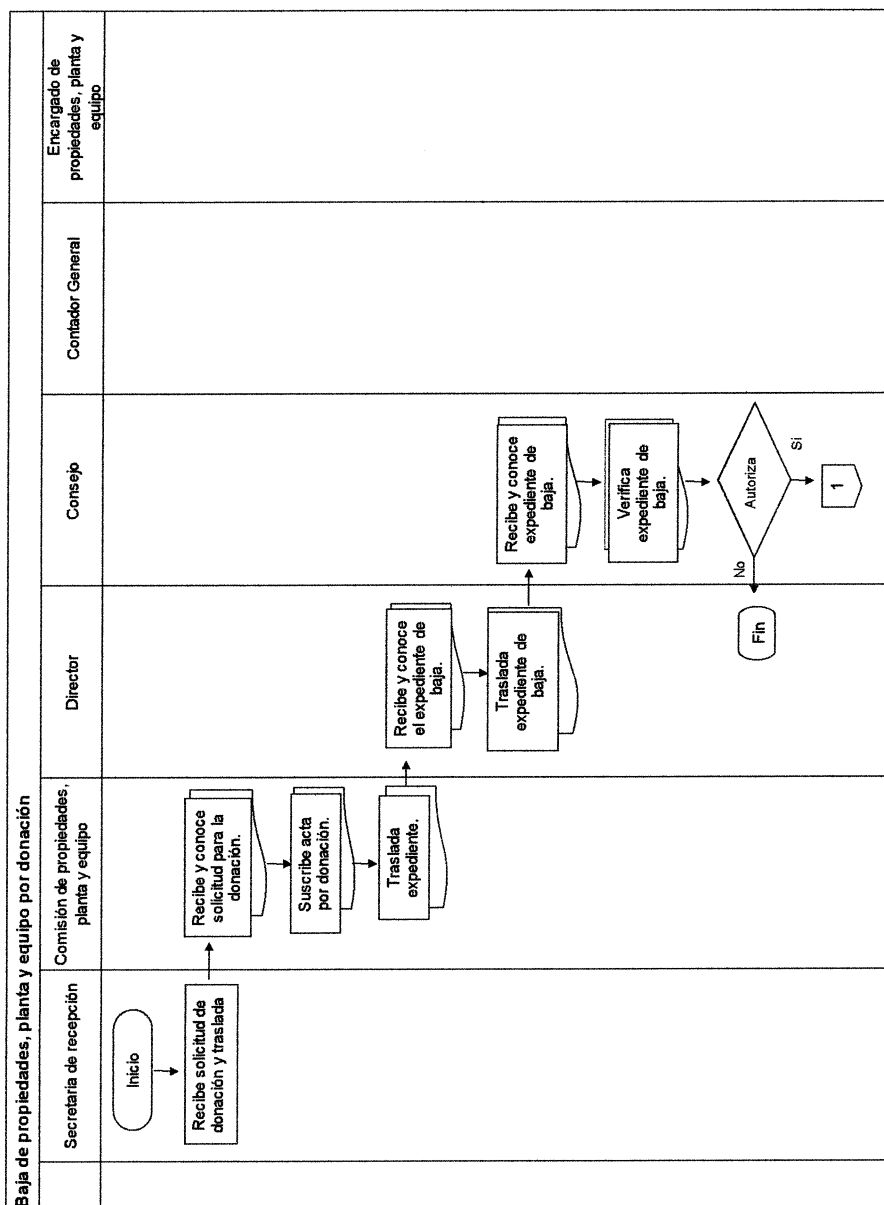 Baja de propiedades, planta y equipo por donación
Secretaria de recepción
Comisión de propiedades,
planta y equipo
Director
Consejo
Contador General
Encargado de
propiedades, planta y
equipo
Inicio
Recibe solicitud de
donación y traslada
Recibe y conoce
solicitud para la
donación.
Suscribe acta
por donación.
Traslada
expediente.
Recibe y conoce
el expediente de
baja.
Traslada
expediente de
baja.
Recibe y conoce
expediente de
baja.
Verifica
expediente de
baja.
Autoriza
No
Si
Fin
1